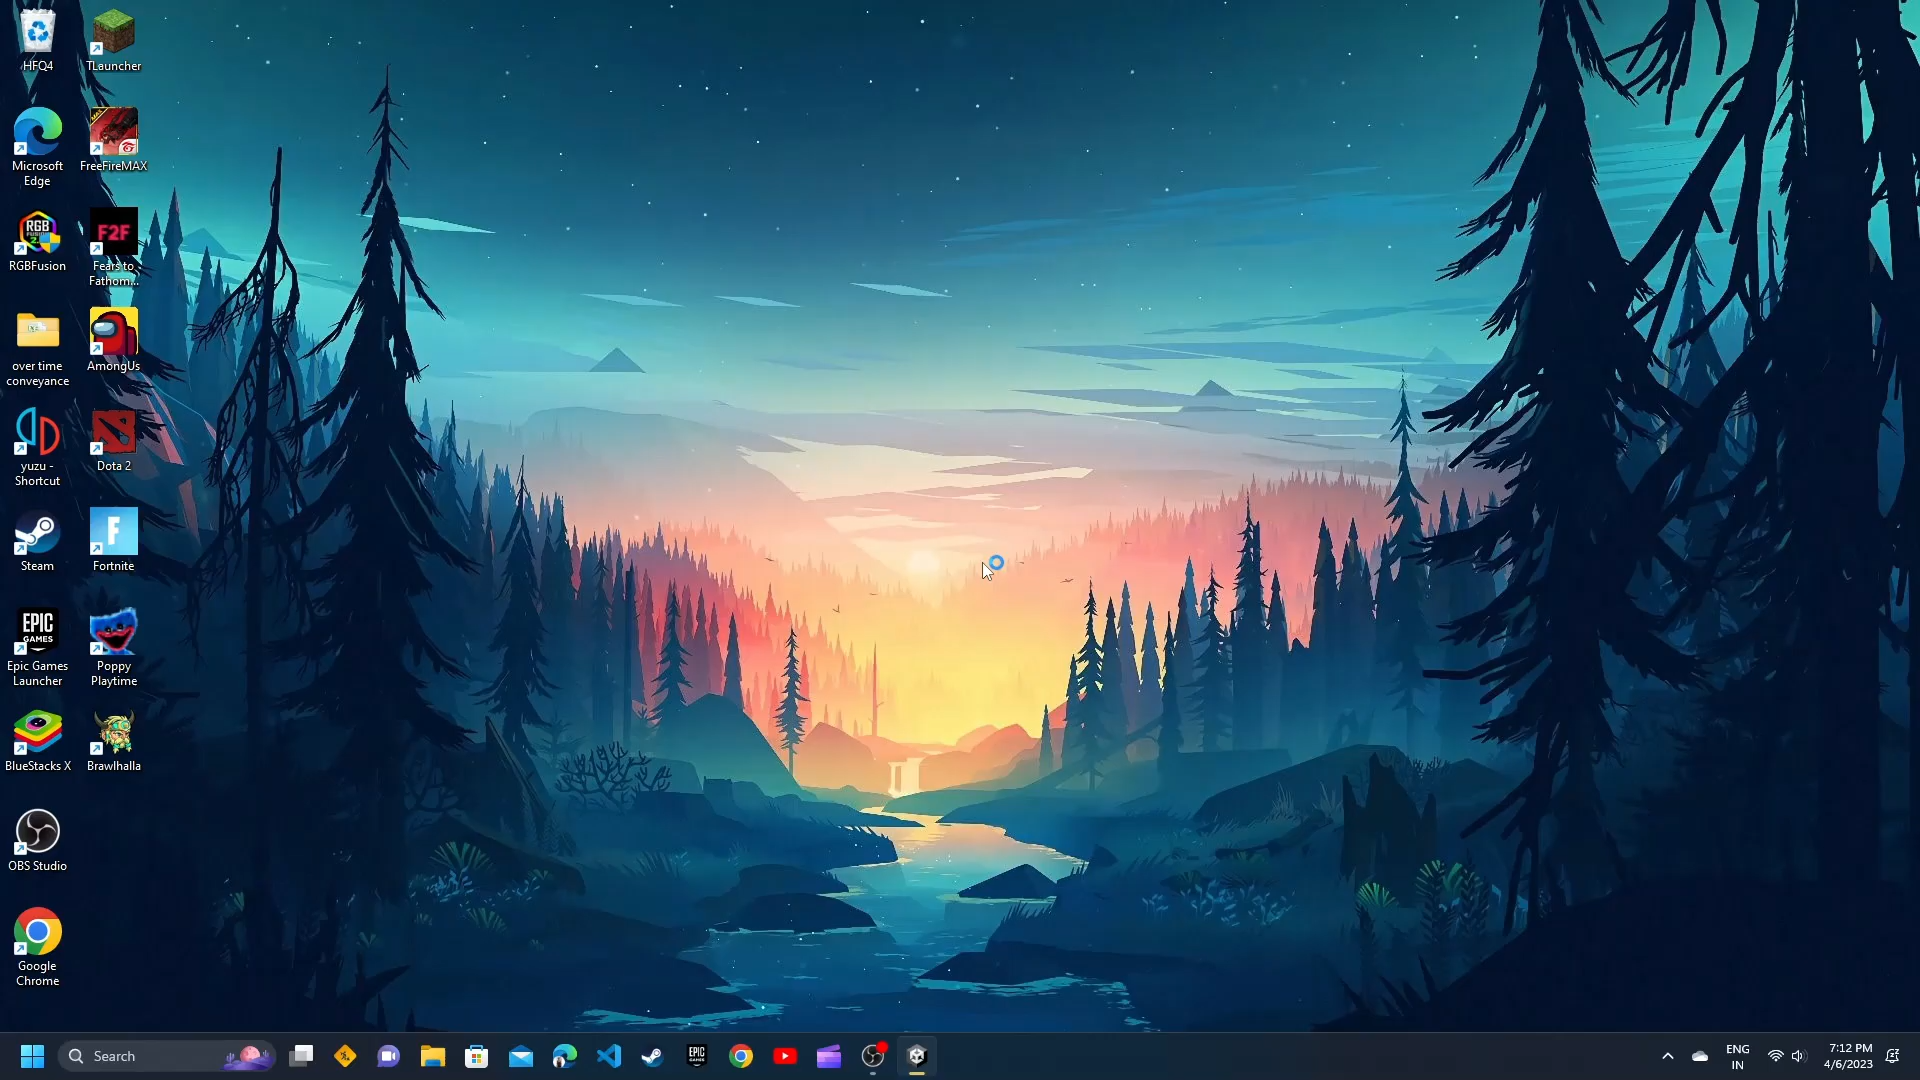 HFQ4
TLauncher
Microsoft
Edge
FreeFireMAX
RGB
RGBFusion
F2F
Fears to
Fathom...
over time
conveyance
AmongUs
yuzu -
Shortcut
Dota 2
Steam
F
Fortnite
EPIC
GAMES
Epic Games
Launcher
Poppy
Playtime
BlueStacks X
Brawlhalla
OBS Studio
Google
Chrome
Search
EPIC
ENG
IN
7:12 PM
4/6/2023